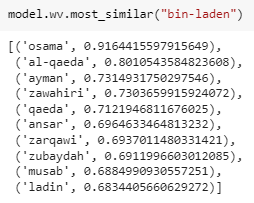 model.wv.most_similar("bin-laden")
[('osama', 0.9164415597915649),
('al-qaeda', 0.8010543584823608),
('ayman', 0.7314931750297546),
('zawahiri', 0.7303659915924072),
('qaeda', 0.7121946811676025),
('ansar', 0.6964633464813232),
('zarqawi', 0.6937011480331421),
('zubaydah', 0.6911996603012085),
('musab', 0.6884990930557251),
('ladin', 0.6834405660629272)]